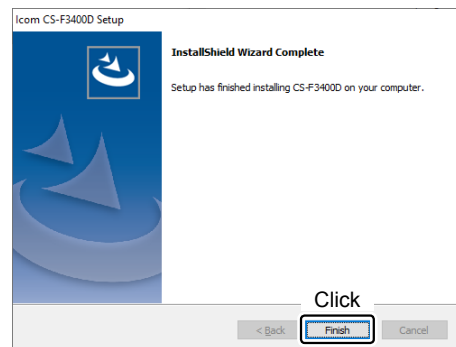 Icom CS-F3400D Setup
InstallShield Wizard Complete
Setup has finished installing CS-F3400D on your computer.
Click
< Back Finish Cancel